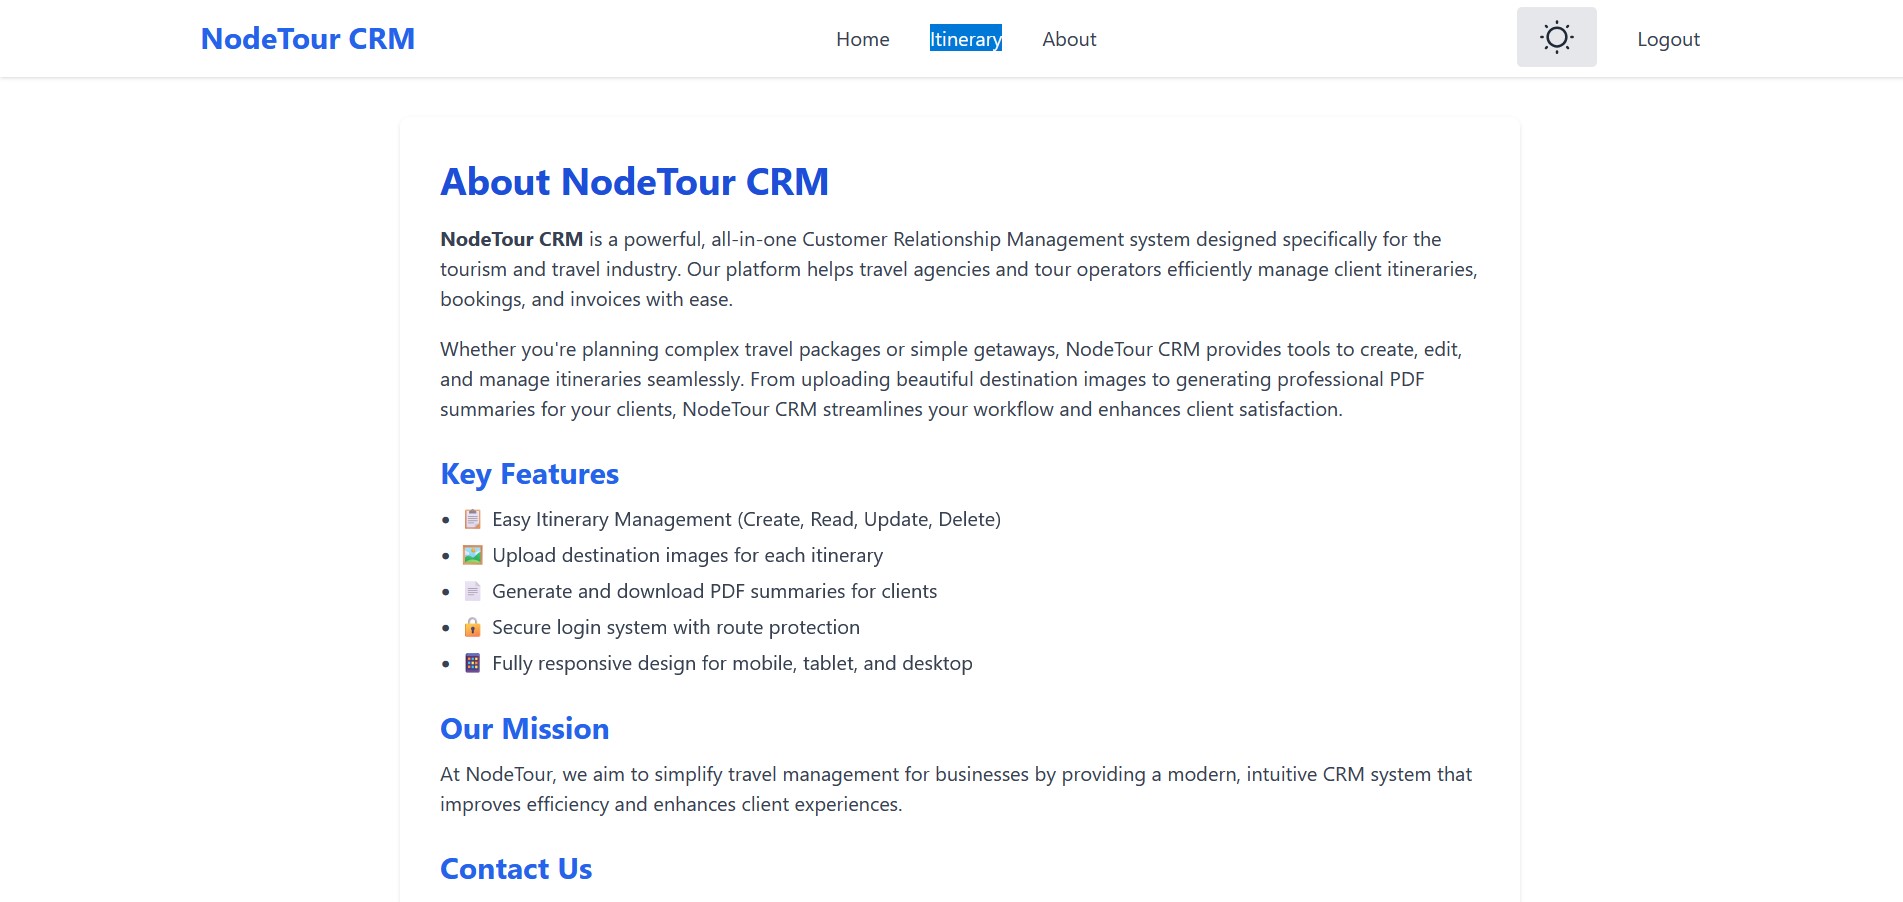 NodeTour CRM
Home Itinerary About
Logout
About NodeTour CRM
NodeTour CRM is a powerful, all-in-one Customer Relationship Management system designed specifically for the
tourism and travel industry. Our platform helps travel agencies and tour operators efficiently manage client itineraries,
bookings, and invoices with ease.
Whether you're planning complex travel packages or simple getaways, NodeTour CRM provides tools to create, edit,
and manage itineraries seamlessly. From uploading beautiful destination images to generating professional PDF
summaries for your clients, NodeTour CRM streamlines your workflow and enhances client satisfaction.
Key Features
• Easy Itinerary Management (Create, Read, Update, Delete)
• Upload destination images for each itinerary
• Generate and download PDF summaries for clients
• Secure login system with route protection
• Fully responsive design for mobile, tablet, and desktop
Our Mission
At NodeTour, we aim to simplify travel management for businesses by providing a modern, intuitive CRM system that
improves efficiency and enhances client experiences.
Contact Us